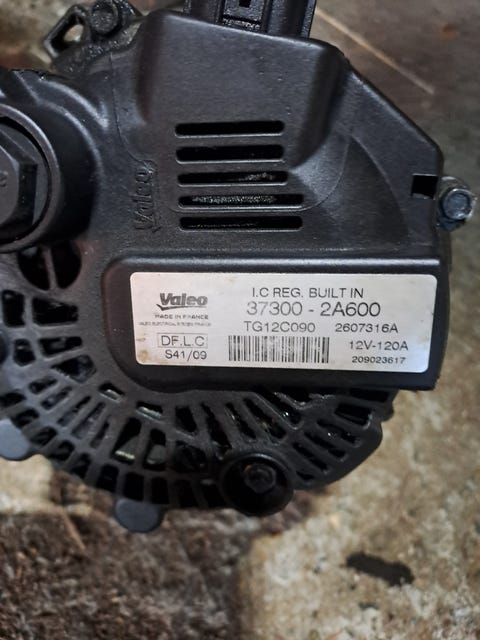 Valeo
Valeo
MADE IN FRANCE
I.C REG. BUILT IN
37300 - 2A600
TG12C090 2607316A
DF.L.C
S41/09
12V-120A
209023617